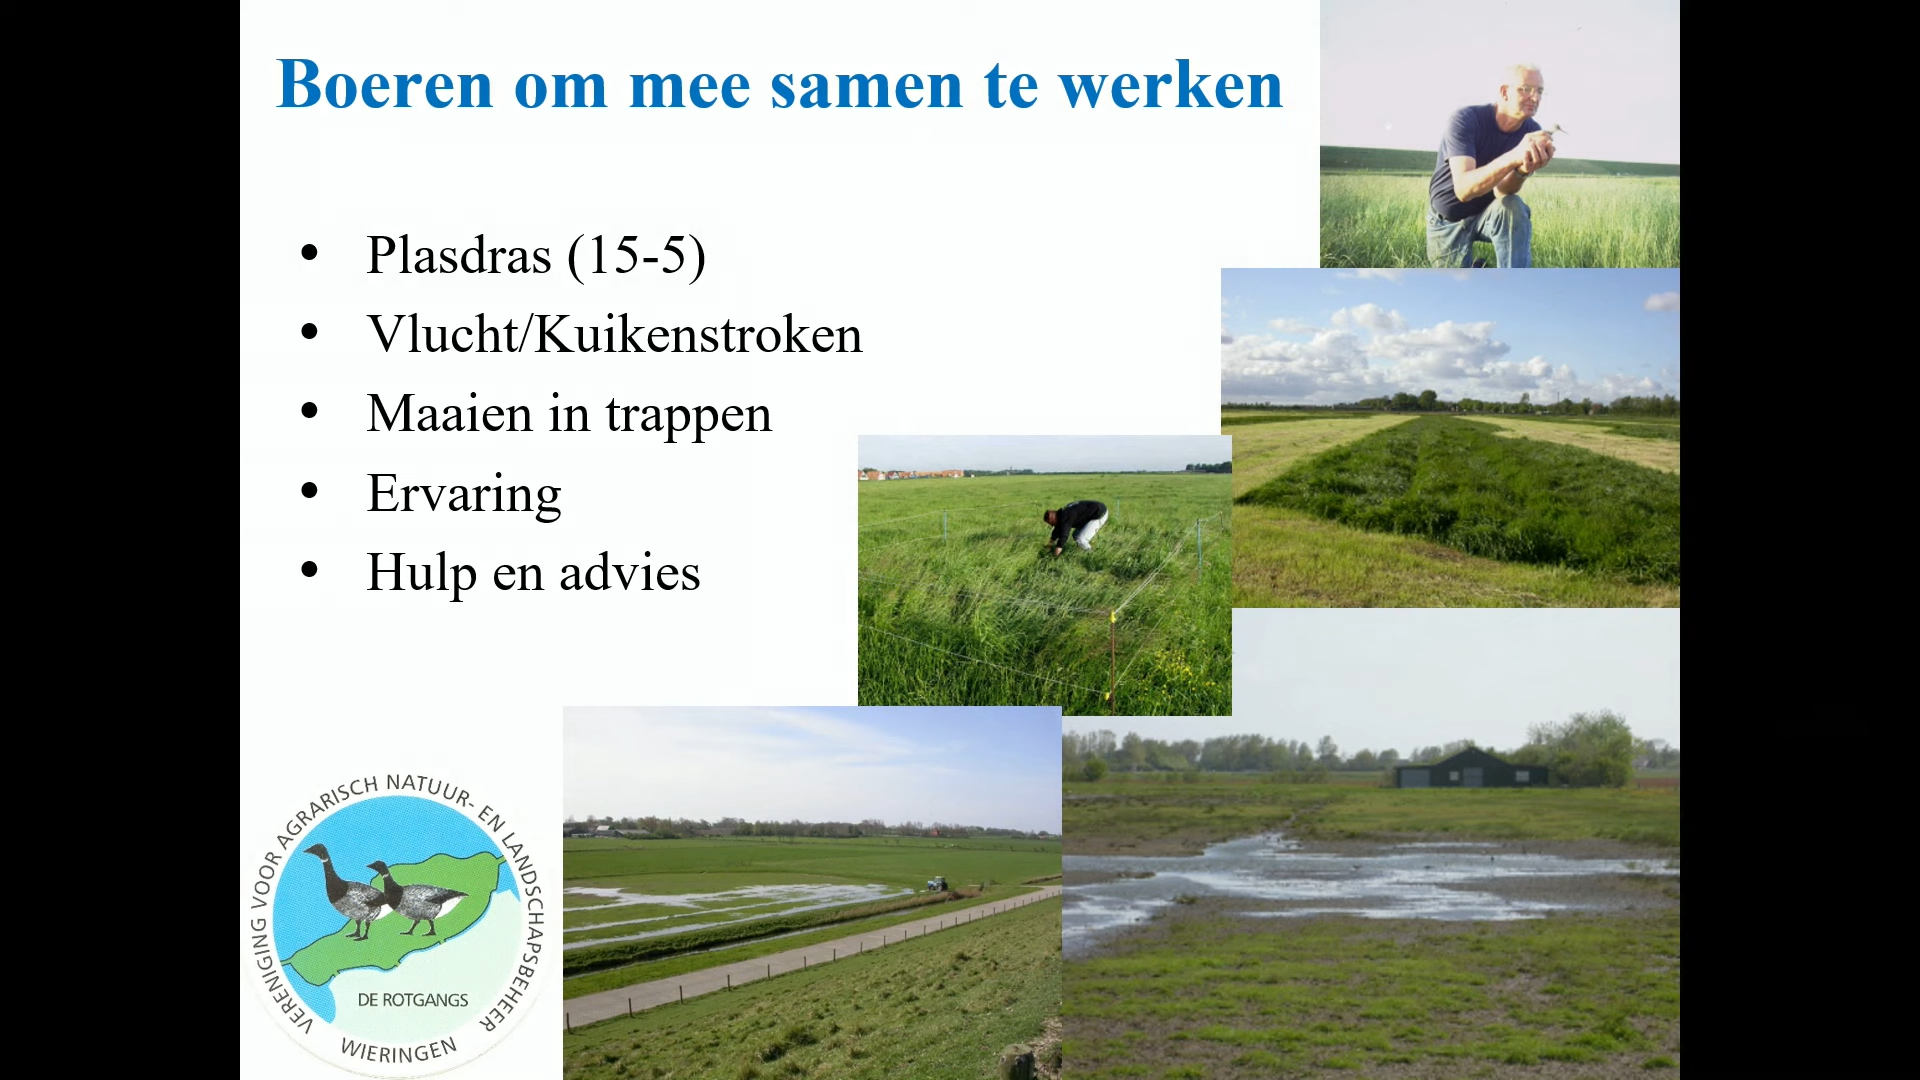 Boeren om mee samen te werken
• Plasdras (15-5)
• Vlucht/Kuikenstroken
• Maaien in trappen
• Ervaring
• Hulp en advies
VERENIGING VOOR AGRARISCH NATUUR- EN LANDSCHAPSBEHEER
DE ROTGANGS
WIERINGEN